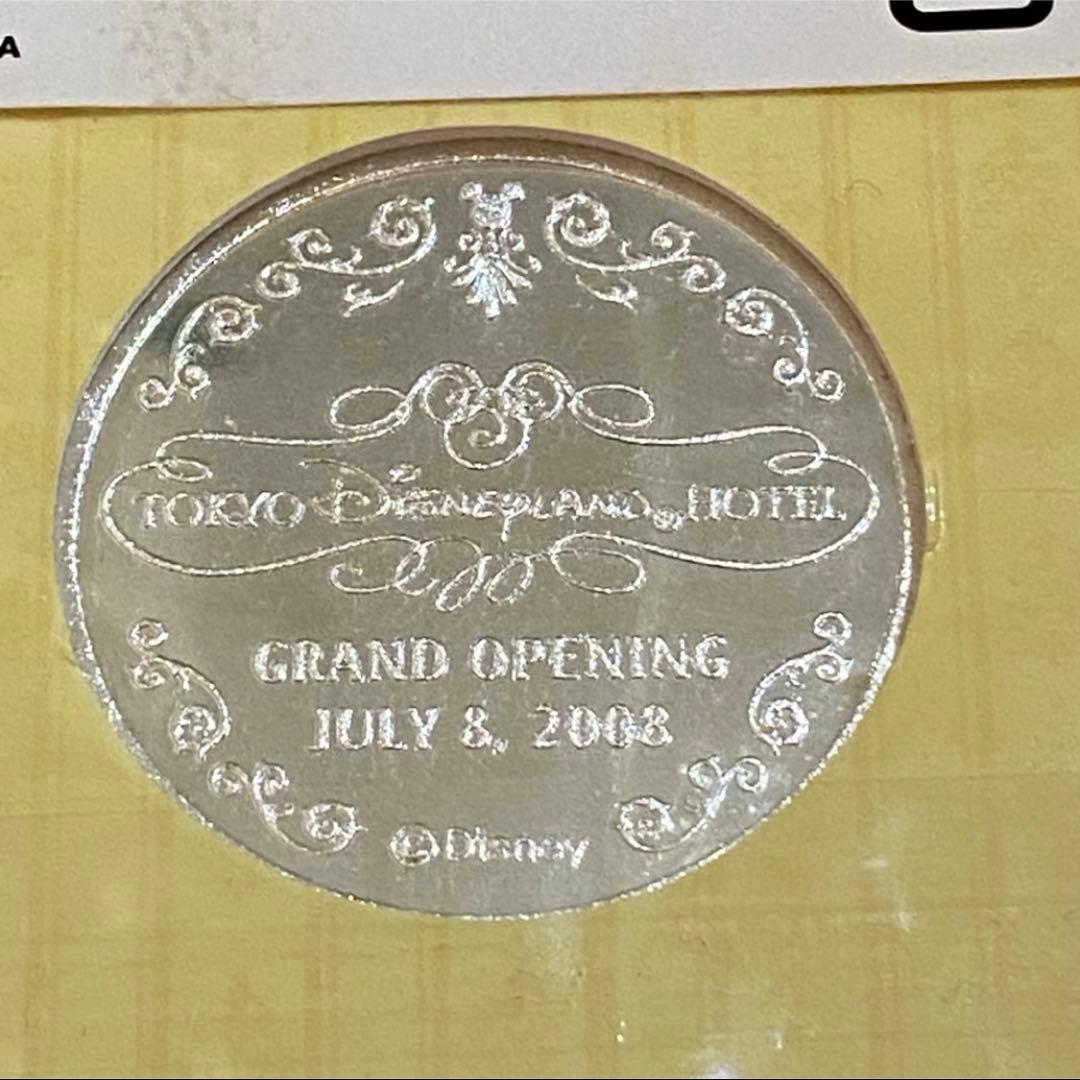 A
TOKYO DISNEYLAND® HOTEL
GRAND OPENING
JULY 8, 2008
©Disney